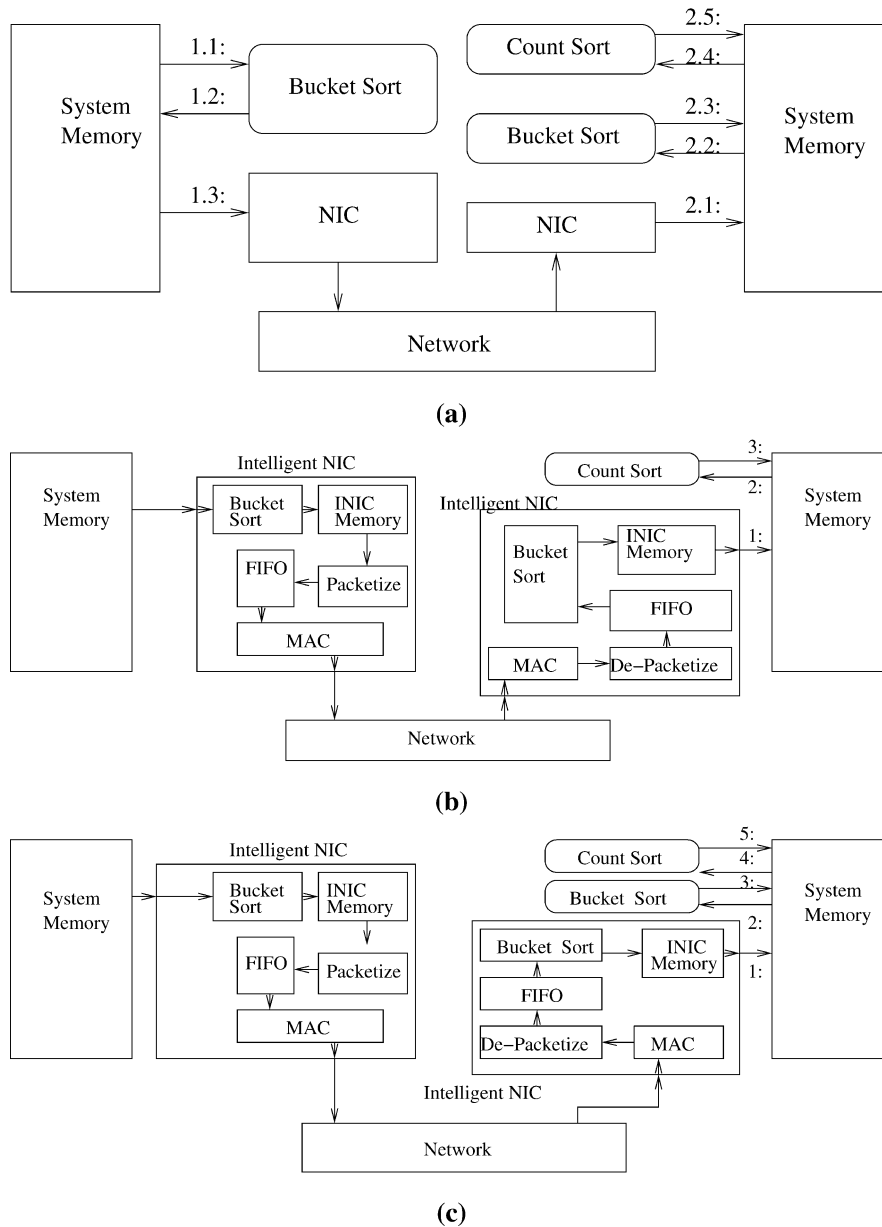 1.1:
Bucket Sort
1.2:
System
Memory
1.3:
NIC
Count Sort
2.5:
2.4:
Bucket Sort
2.3:
2.2:
System
Memory
NIC
2.1:
Network
(a)
System
Memory
Intelligent NIC
Bucket
Sort
INIC
Memory
FIFO
Packetize
MAC
Count Sort
3:
2:
System
Memory
Intelligent NIC
Bucket
Sort
INIC
Memory
1:
FIFO
MAC
De-Packetize
Network
(b)
System
Memory
Intelligent NIC
Bucket
Sort
INIC
Memory
FIFO
Packetize
MAC
Count Sort
5:
4:
Bucket Sort
3:
System
Memory
2:
Bucket Sort
INIC
Memory
1:
FIFO
De-Packetize
MAC
Intelligent NIC
Network
(c)